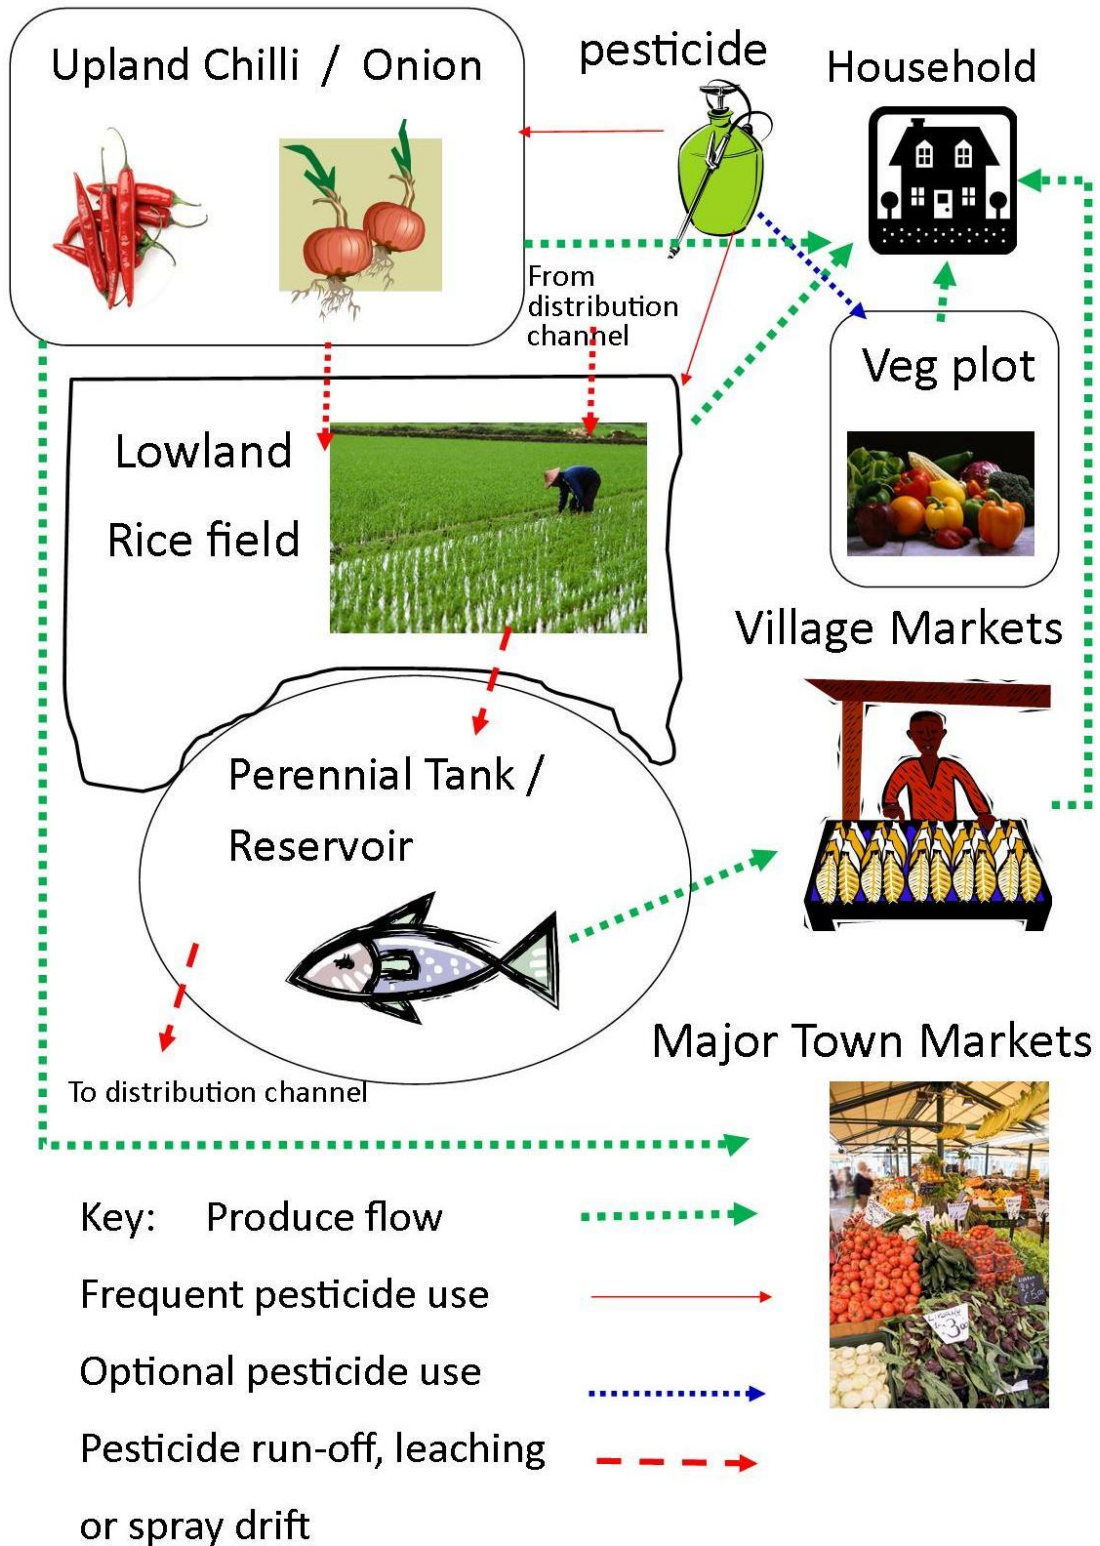 Upland Chilli / Onion
pesticide
Household
From
distribution
channel
Veg plot
Lowland
Rice field
Village Markets
Perennial Tank /
Reservoir
Major Town Markets
To distribution channel
Key: Produce flow
Frequent pesticide use
Optional pesticide use
Pesticide run-off, leaching
or spray drift